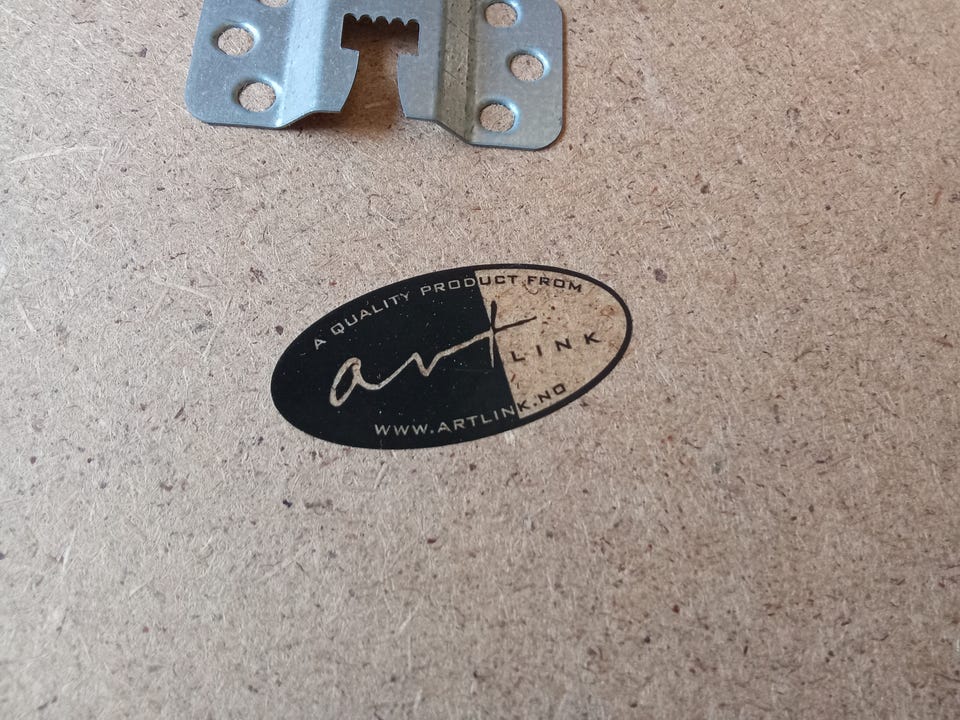 A QUALITY PRODUCT FROM
art
LINK
WWW.ARTLINK.NO